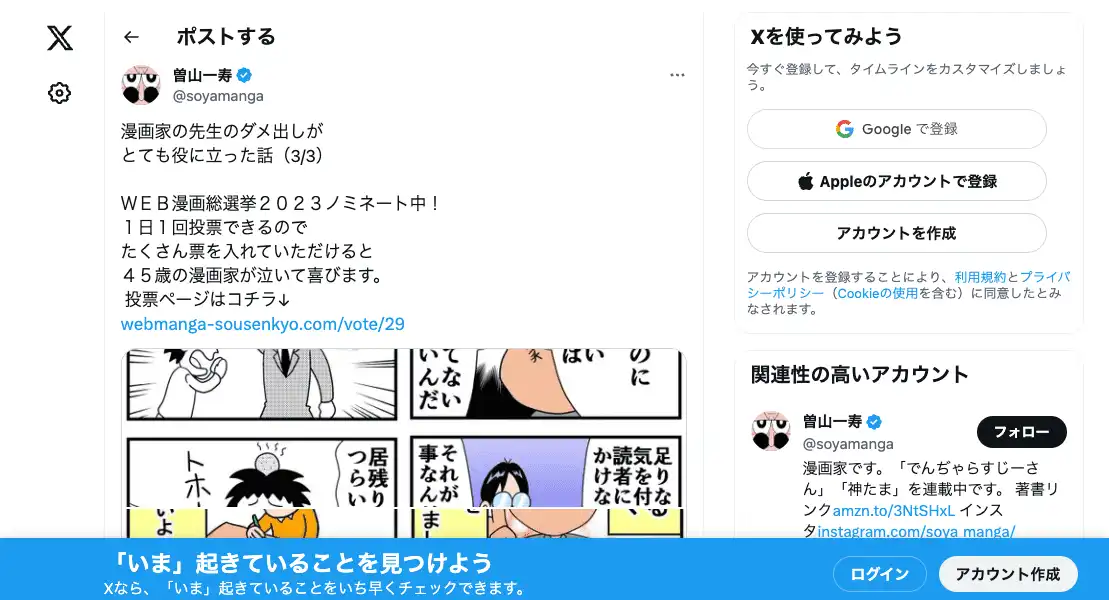 ポストする
曽山一寿
@soyamanga
漫画家の先生のダメ出しが
とても役に立った話（3/3）
ＷＥＢ漫画総選挙２０２３ノミネート中！
１日１回投票できるので
たくさん票を入れていただけると
４５歳の漫画家が泣いて喜びます。
投票ページはコチラ↓
webmanga-sousenkyo.com/vote/29
てない
いんだ
のに
はい
居残り
つらい
トホ
足りな
気を付
読者に
かけな
それが
事なん
いよ
Xを使ってみよう
今すぐ登録して、タイムラインをカスタマイズしましょ
う。
Google で登録
Appleのアカウントで登録
アカウントを作成
アカウントを登録することにより、利用規約とプライバ
シーポリシー（Cookieの使用を含む）に同意したとみ
なされます。
関連性の高いアカウント
曽山一寿
@soyamanga
フォロー
漫画家です。「でんぢゃらすじーさ
ん」「神たま」を連載中です。 著書リ
ンクamzn.to/3NtSHxL インス
タinstagram.com/soya_manga/
「いま」起きていることを見つけよう
Xなら、「いま」起きていることをいち早くチェックできます。
ログイン
アカウント作成